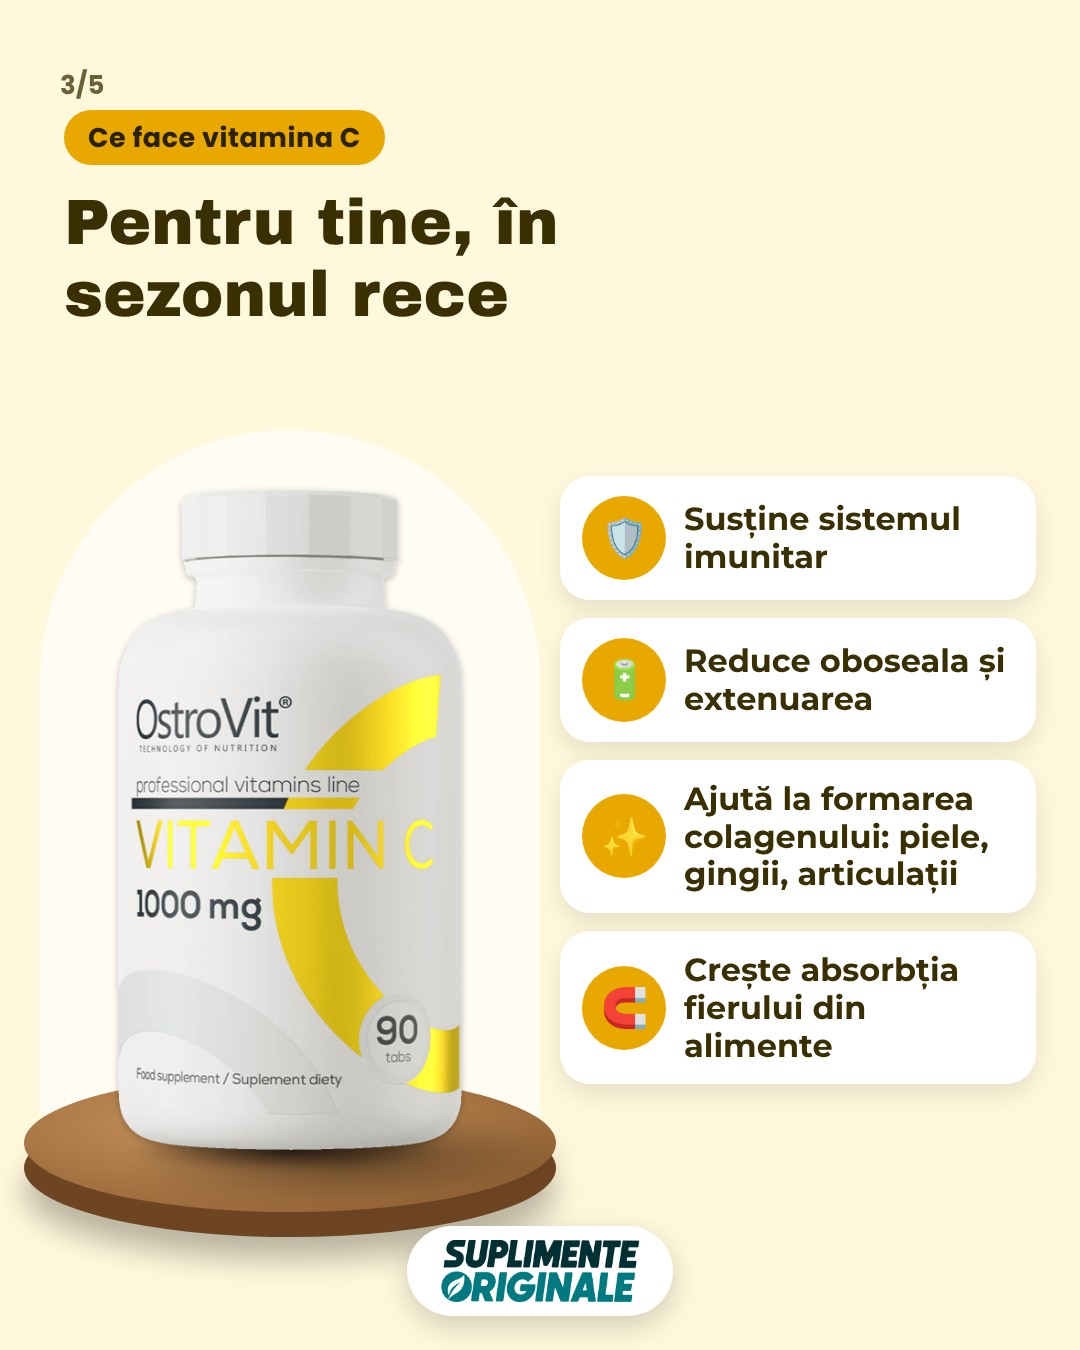 3/5
Ce face vitamina C
Pentru tine, în
sezonul rece
OstroVit®
TECHNOLOGY OF NUTRITION
professional vitamins line
VITAMIN C
1000 mg
90
tabs
Food supplement / Suplement diety
Susține sistemul
imunitar
Reduce oboseala și
extenuarea
Ajută la formarea
colagenului: piele,
gingii, articulații
Crește absorbția
fierului din
alimente
SUPLIMENTE
ORIGINALE